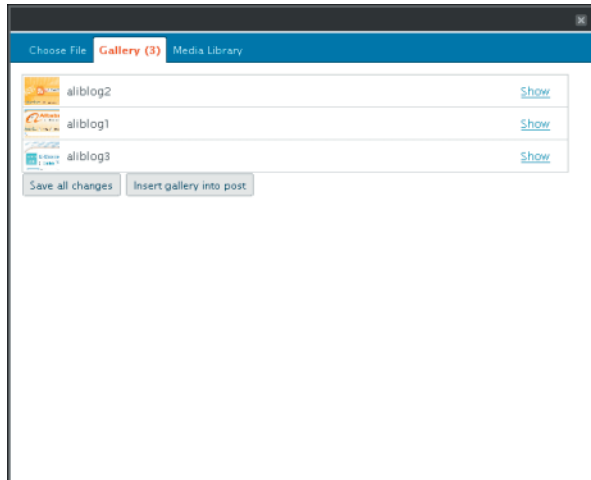 Choose File Gallery (3) Media Library
aliblog2 Show
aliblog1 Show
aliblog3 Show
Save all changes Insert gallery into post